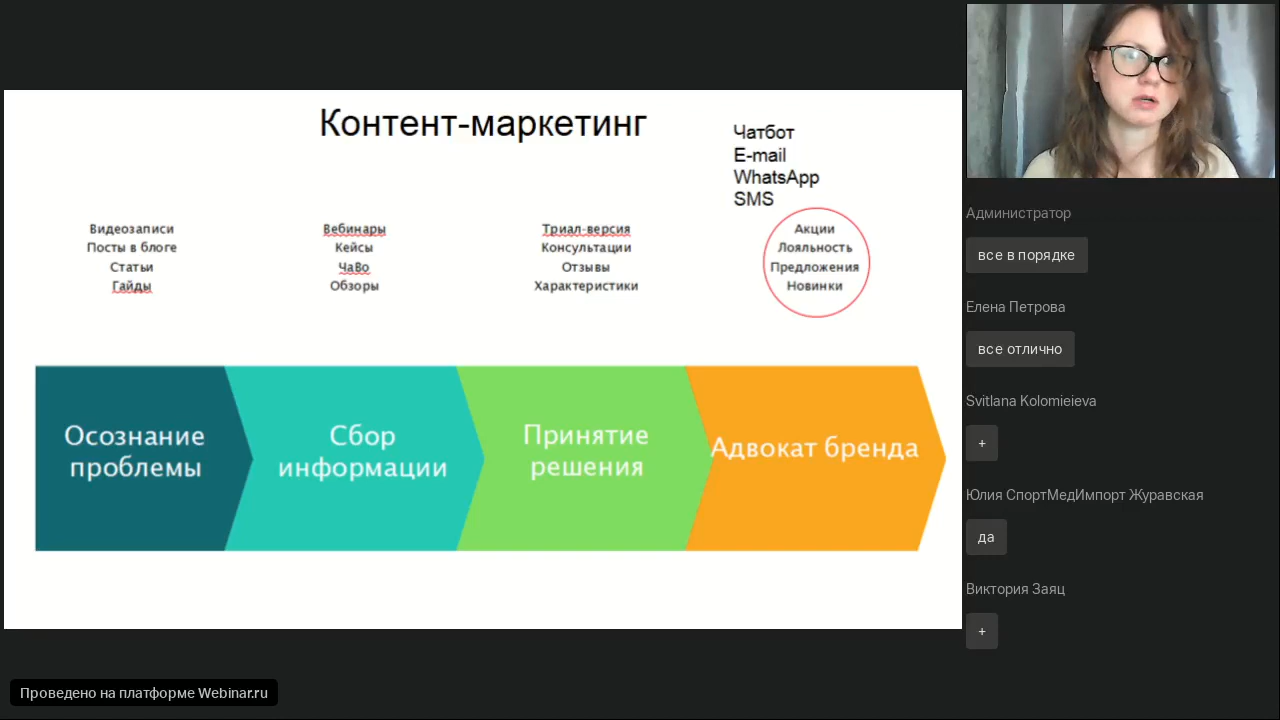 Контент-маркетинг
Чатбот
E-mail
WhatsApp
SMS
Видеозаписи
Посты в блоге
Статьи
Гайды
Вебинары
Кейсы
ЧаВо
Обзоры
Триал-версия
Консультации
Отзывы
Характеристики
Акции
Лояльность
Предложения
Новинки
Осознание
проблемы
Сбор
информации
Принятие
решения
Адвокат бренда
Администратор
все в порядке
Елена Петрова
все отлично
Svitlana Kolomieieva
+
Юлия СпортМедИмпорт Журавская
да
Виктория Заяц
+
Проведено на платформе Webinar.ru